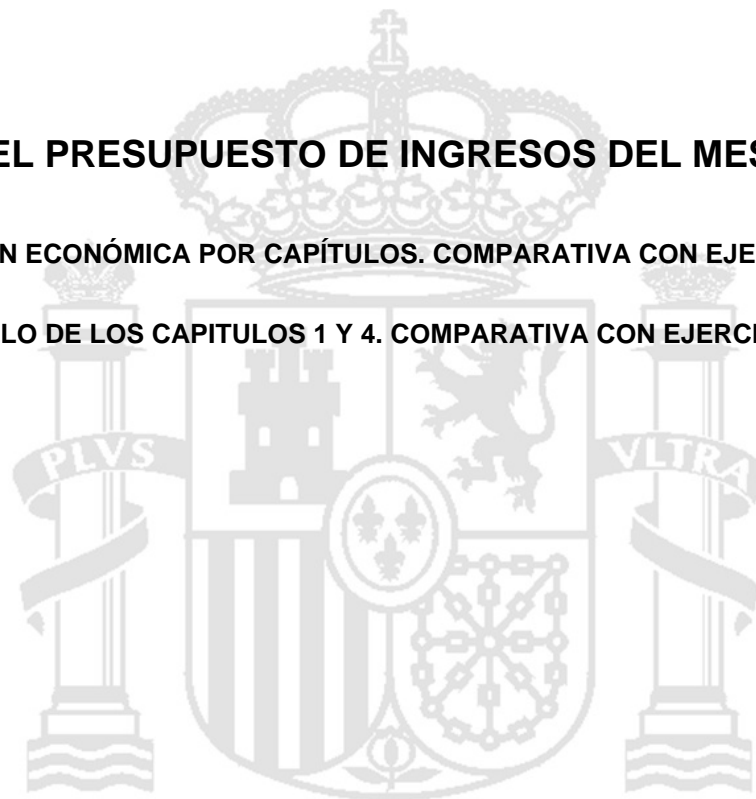 EL PRESUPUESTO DE INGRESOS DEL MES
N ECONÓMICA POR CAPÍTULOS. COMPARATIVA CON EJE
LO DE LOS CAPITULOS 1 Y 4. COMPARATIVA CON EJERCI
PLVS VLTRA